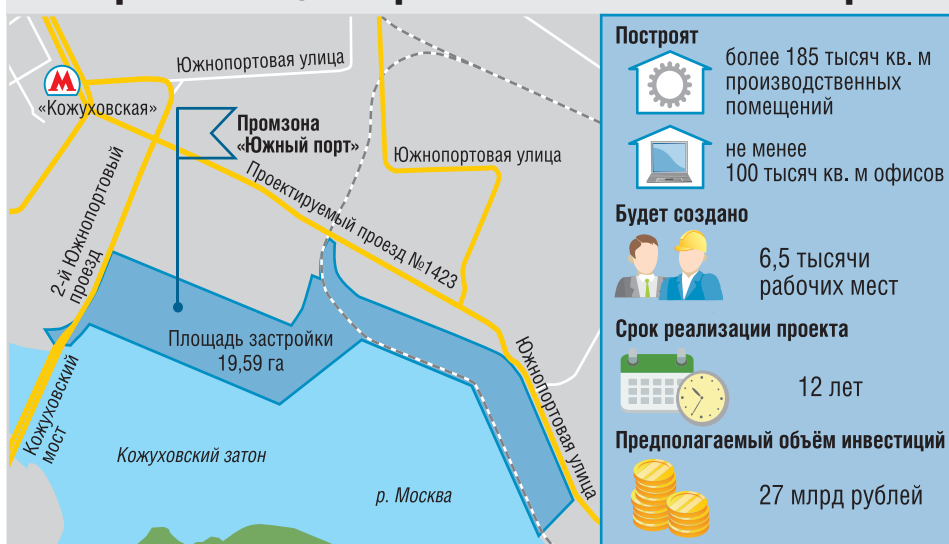 Южнопортовая улица
М
«Кожуховская»
Промзона
«Южный порт»
Южнопортовая улица
Проектируемый проезд №1423
2-й Южнопортовый
проезд
Площадь застройки
19,59 га
Южнопортовая улица
Кожуховский
мост
Кожуховский затон
р. Москва
Построят
более 185 тысяч кв. м
производственных
помещений
не менее
100 тысяч кв. м офисов
Будет создано
6,5 тысячи
рабочих мест
Срок реализации проекта
12 лет
Предполагаемый объём инвестиций
27 млрд рублей